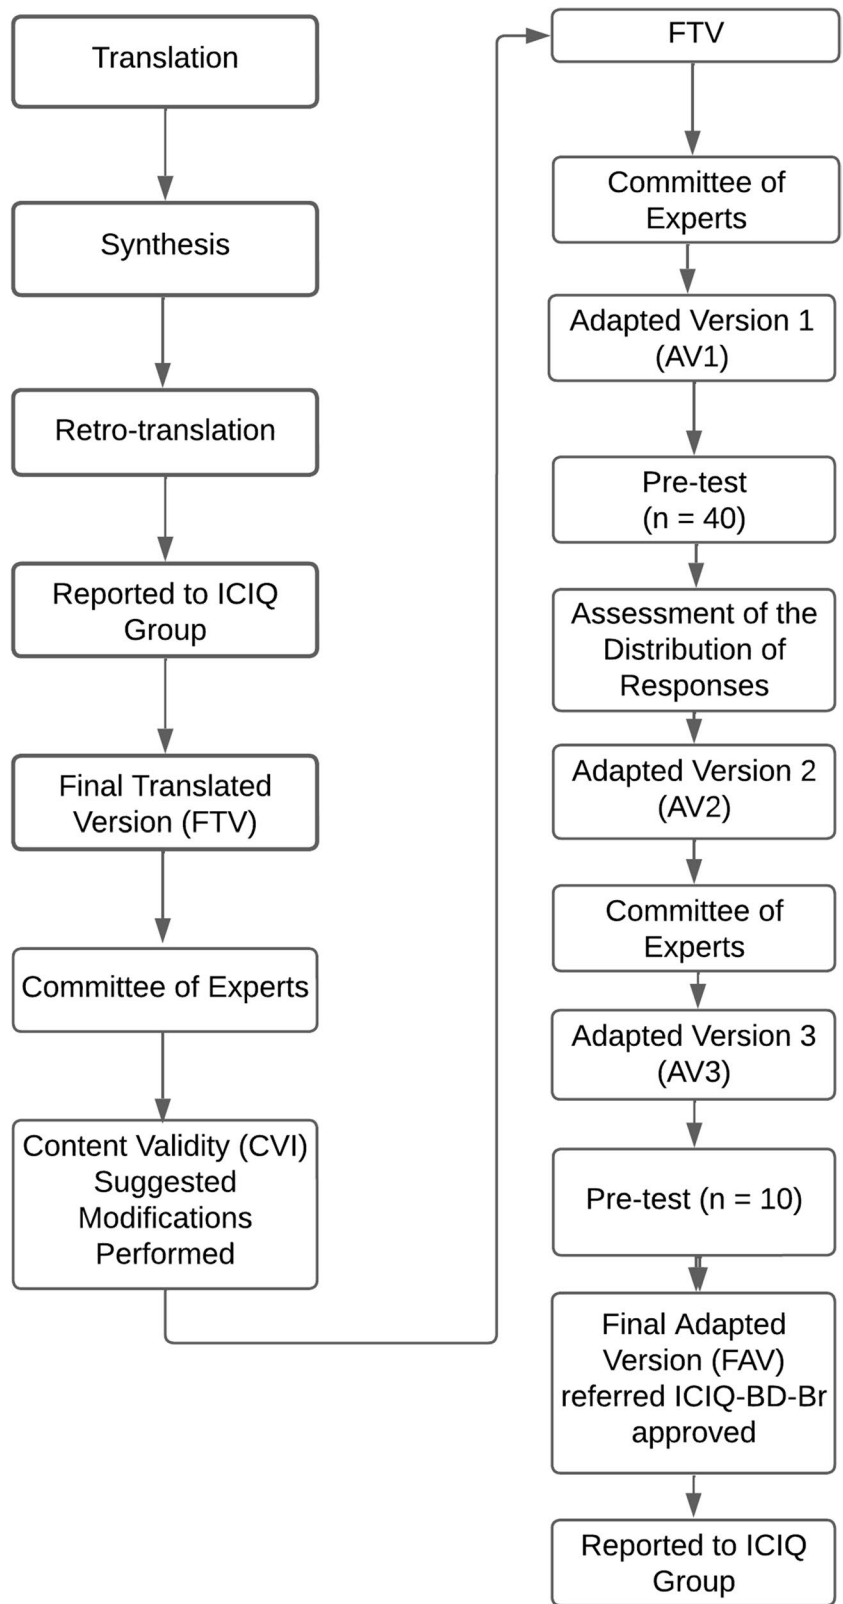 Translation
Synthesis
Retro-translation
Reported to ICIQ
Group
Final Translated
Version (FTV)
Committee of Experts
Content Validity (CVI)
Suggested
Modifications
Performed
FTV
Committee of
Experts
Adapted Version 1
(AV1)
Pre-test
(n = 40)
Assessment of the
Distribution of
Responses
Adapted Version 2
(AV2)
Committee of
Experts
Adapted Version 3
(AV3)
Pre-test (n = 10)
Final Adapted
Version (FAV)
referred ICIQ-BD-Br
approved
Reported to ICIQ
Group